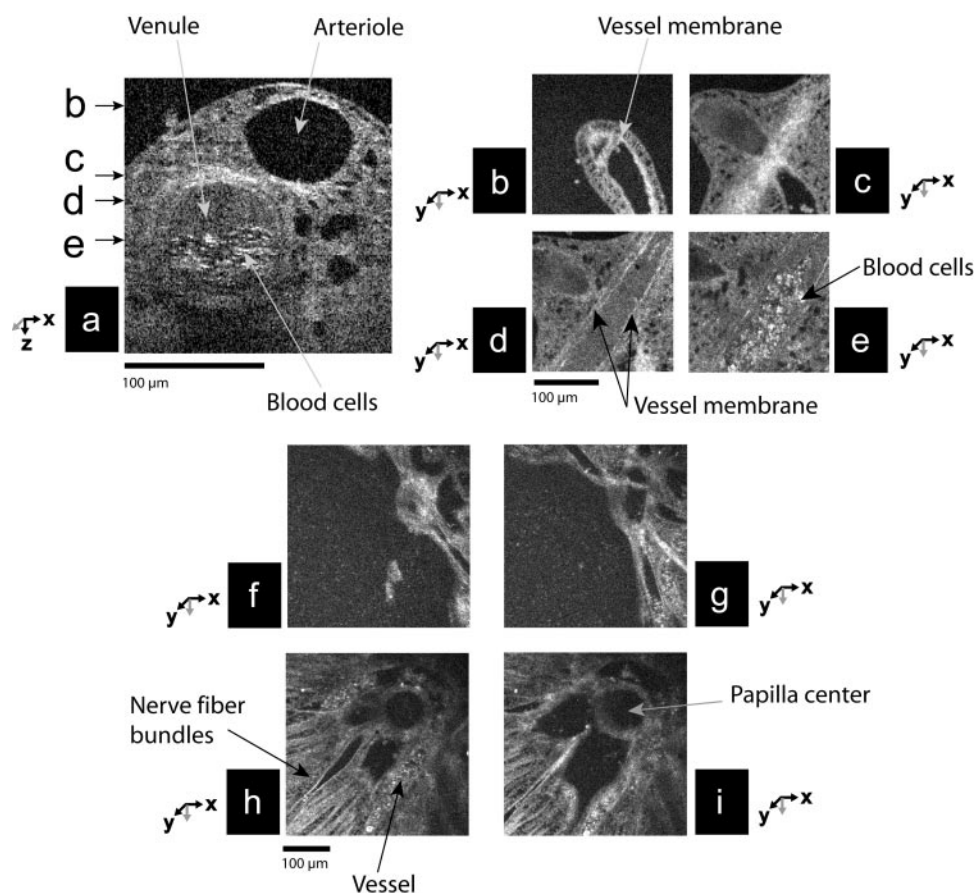 Venule
Arteriole
Vessel membrane
b
c
d
e
a
x
z
100 µm
Blood cells
b
x
y
c
x
y
d
x
y
100 µm
Vessel membrane
Blood cells
e
x
y
f
x
y
g
x
y
Nerve fiber
bundles
h
x
y
100 µm
Vessel
Papilla center
i
x
y